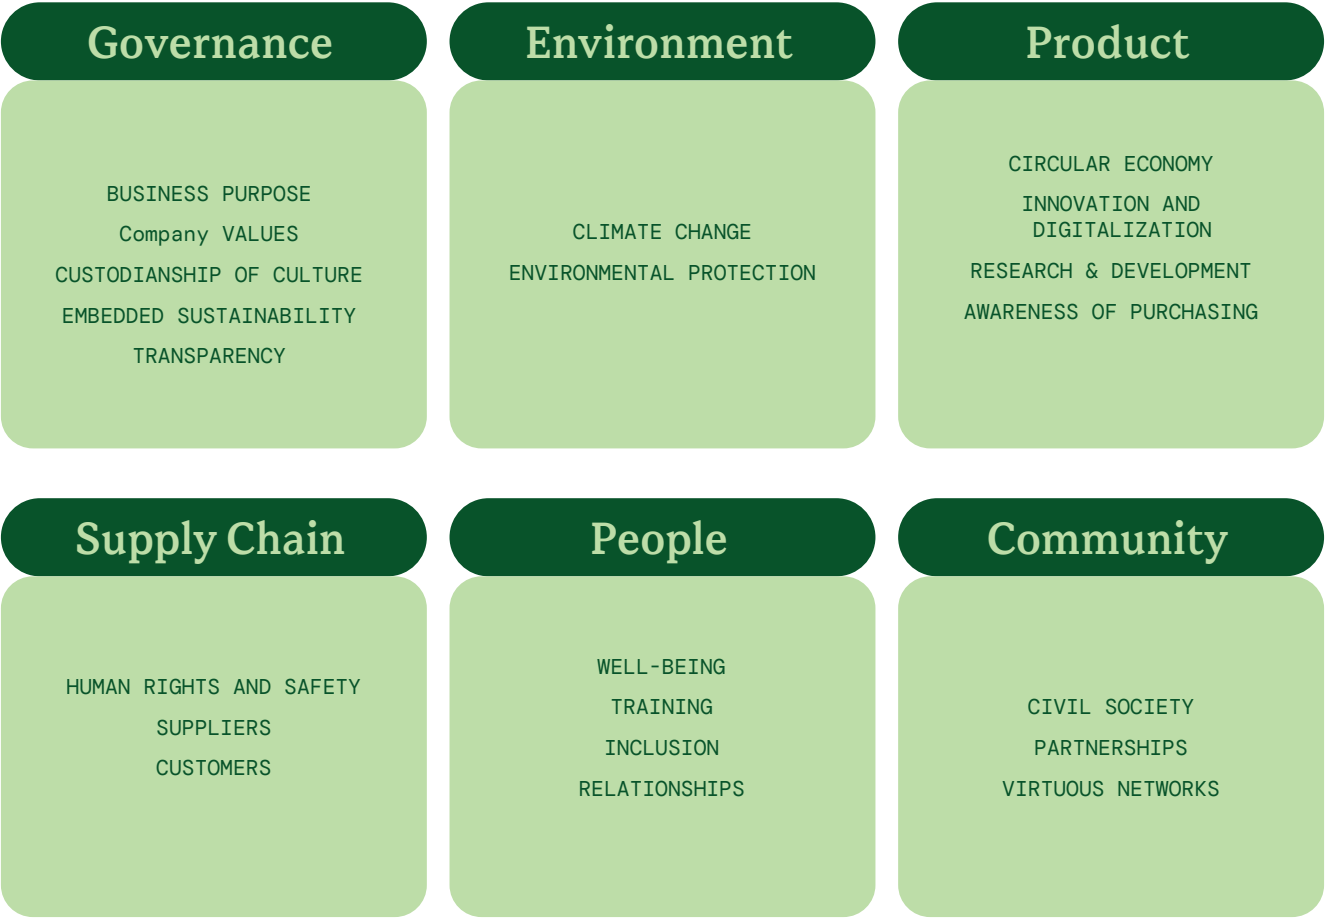 Governance
BUSINESS PURPOSE
Company VALUES
CUSTODIANSHIP OF CULTURE
EMBEDDED SUSTAINABILITY
TRANSPARENCY
Environment
CLIMATE CHANGE
ENVIRONMENTAL PROTECTION
Product
CIRCULAR ECONOMY
INNOVATION AND
DIGITALIZATION
RESEARCH & DEVELOPMENT
AWARENESS OF PURCHASING
Supply Chain
HUMAN RIGHTS AND SAFETY
SUPPLIERS
CUSTOMERS
People
WELL-BEING
TRAINING
INCLUSION
RELATIONSHIPS
Community
CIVIL SOCIETY
PARTNERSHIPS
VIRTUOUS NETWORKS